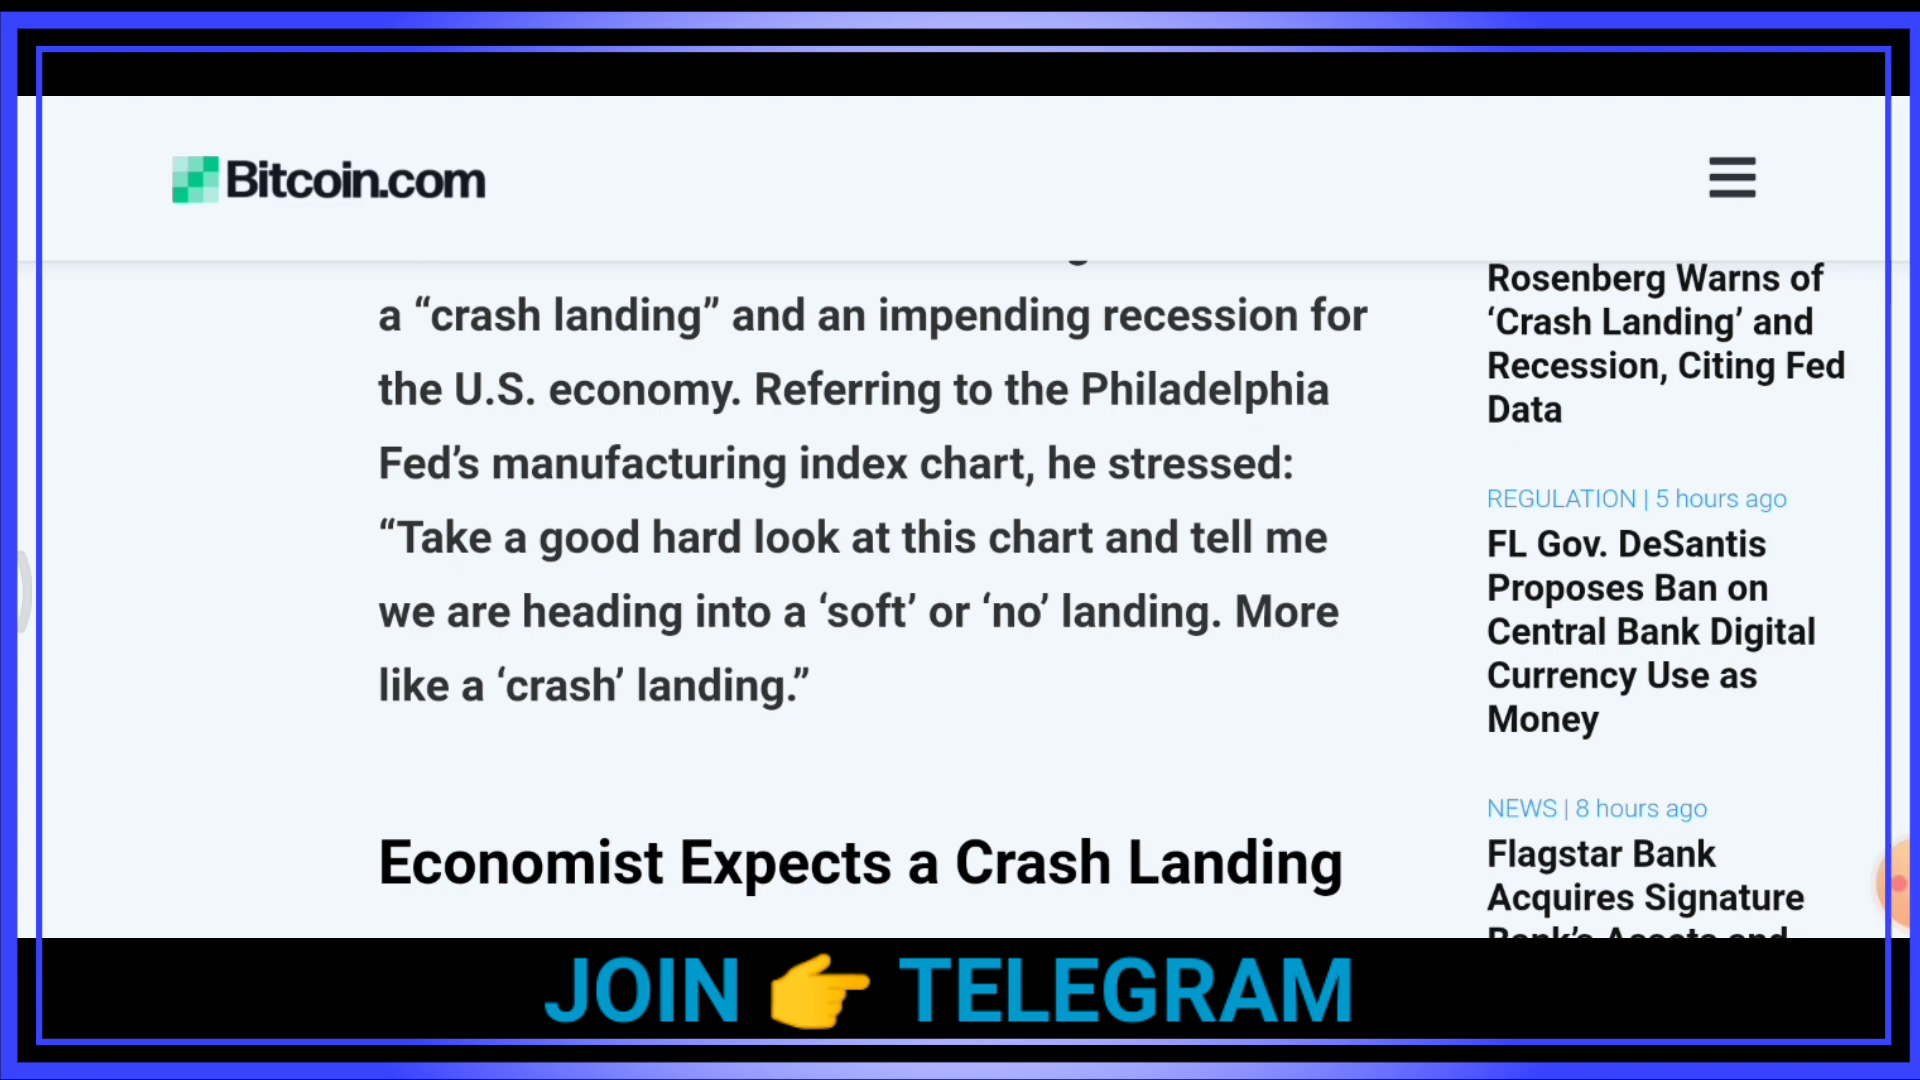 Bitcoin.com
a “crash landing” and an impending recession for
the U.S. economy. Referring to the Philadelphia
Fed’s manufacturing index chart, he stressed:
“Take a good hard look at this chart and tell me
we are heading into a ‘soft’ or ‘no’ landing. More
like a ‘crash’ landing.”
Economist Expects a Crash Landing
Rosenberg Warns of
‘Crash Landing’ and
Recession, Citing Fed
Data
REGULATION | 5 hours ago
FL Gov. DeSantis
Proposes Ban on
Central Bank Digital
Currency Use as
Money
NEWS | 8 hours ago
Flagstar Bank
Acquires Signature
Bank’s Assets and
JOIN 👉 TELEGRAM